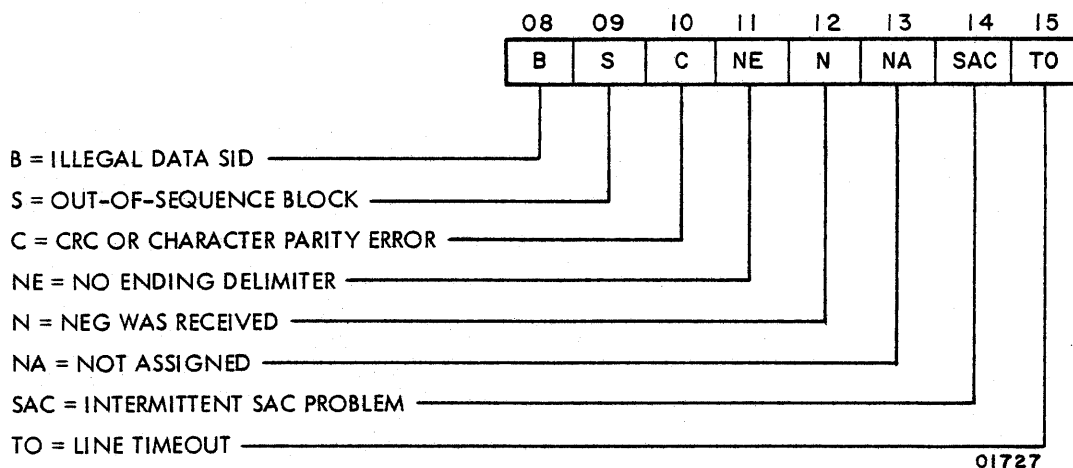 08 09 10 11 12 13 14 15
B S C NE N NA SAC TO
B = ILLEGAL DATA SID
S = OUT-OF-SEQUENCE BLOCK
C = CRC OR CHARACTER PARITY ERROR
NE = NO ENDING DELIMITER
N = NEG WAS RECEIVED
NA = NOT ASSIGNED
SAC = INTERMITTENT SAC PROBLEM
TO = LINE TIMEOUT
01727